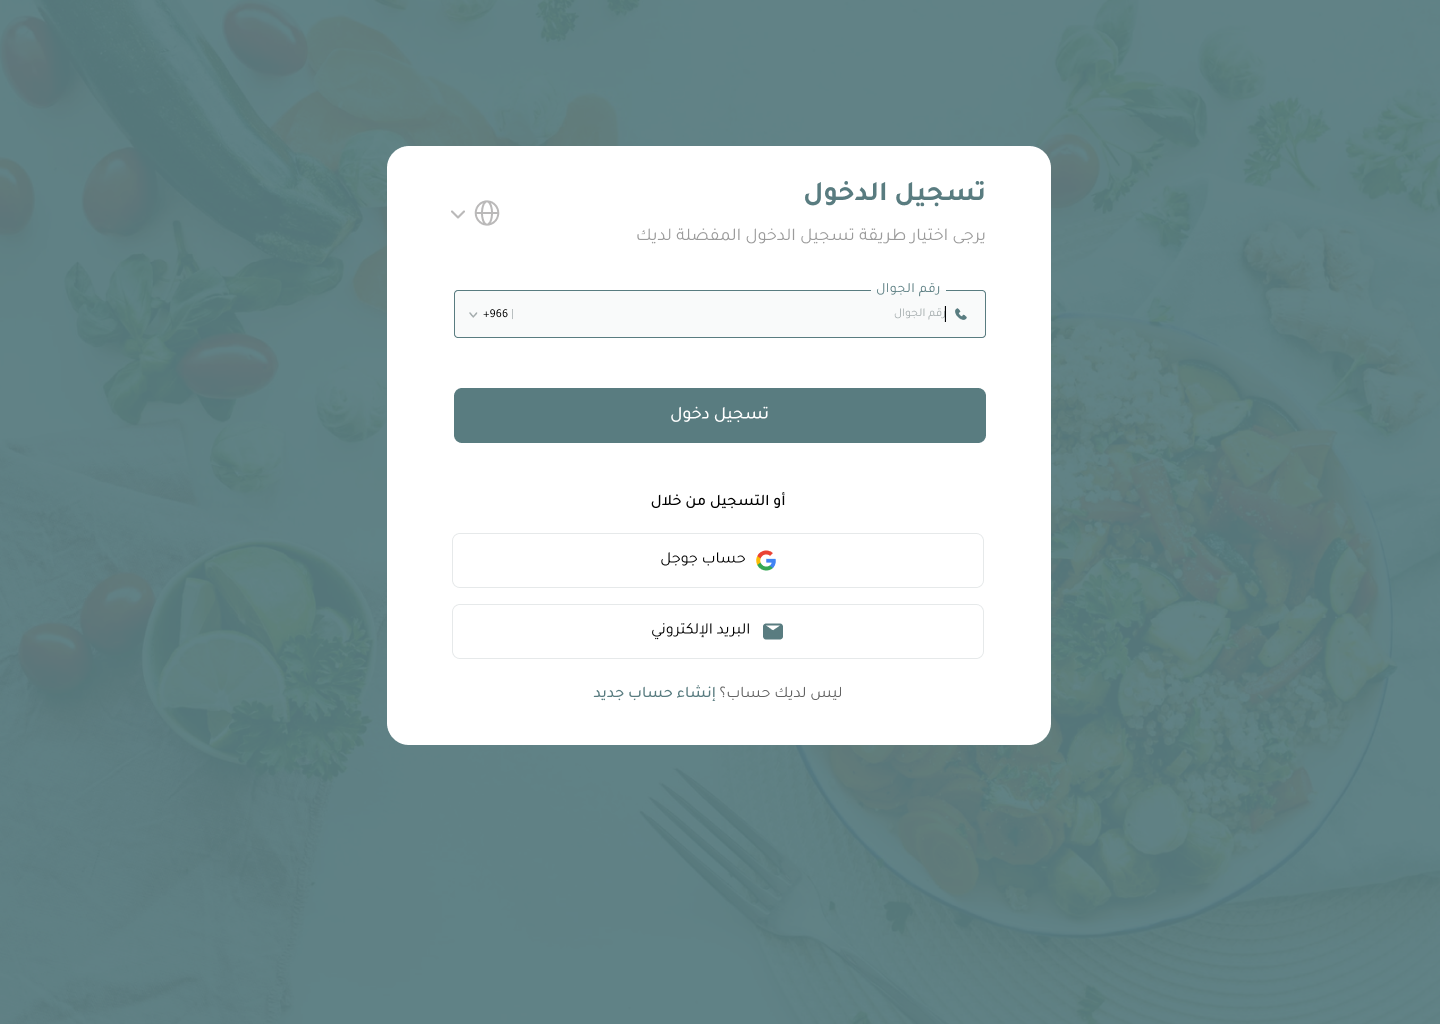 تسجيل الدخول
يرجى اختيار طريقة تسجيل الدخول المفضلة لديك
رقم الجوال
رقم الجوال
+966
تسجيل دخول
أو التسجيل من خلال
حساب جوجل
البريد الإلكتروني
ليس لديك حساب؟ إنشاء حساب جديد